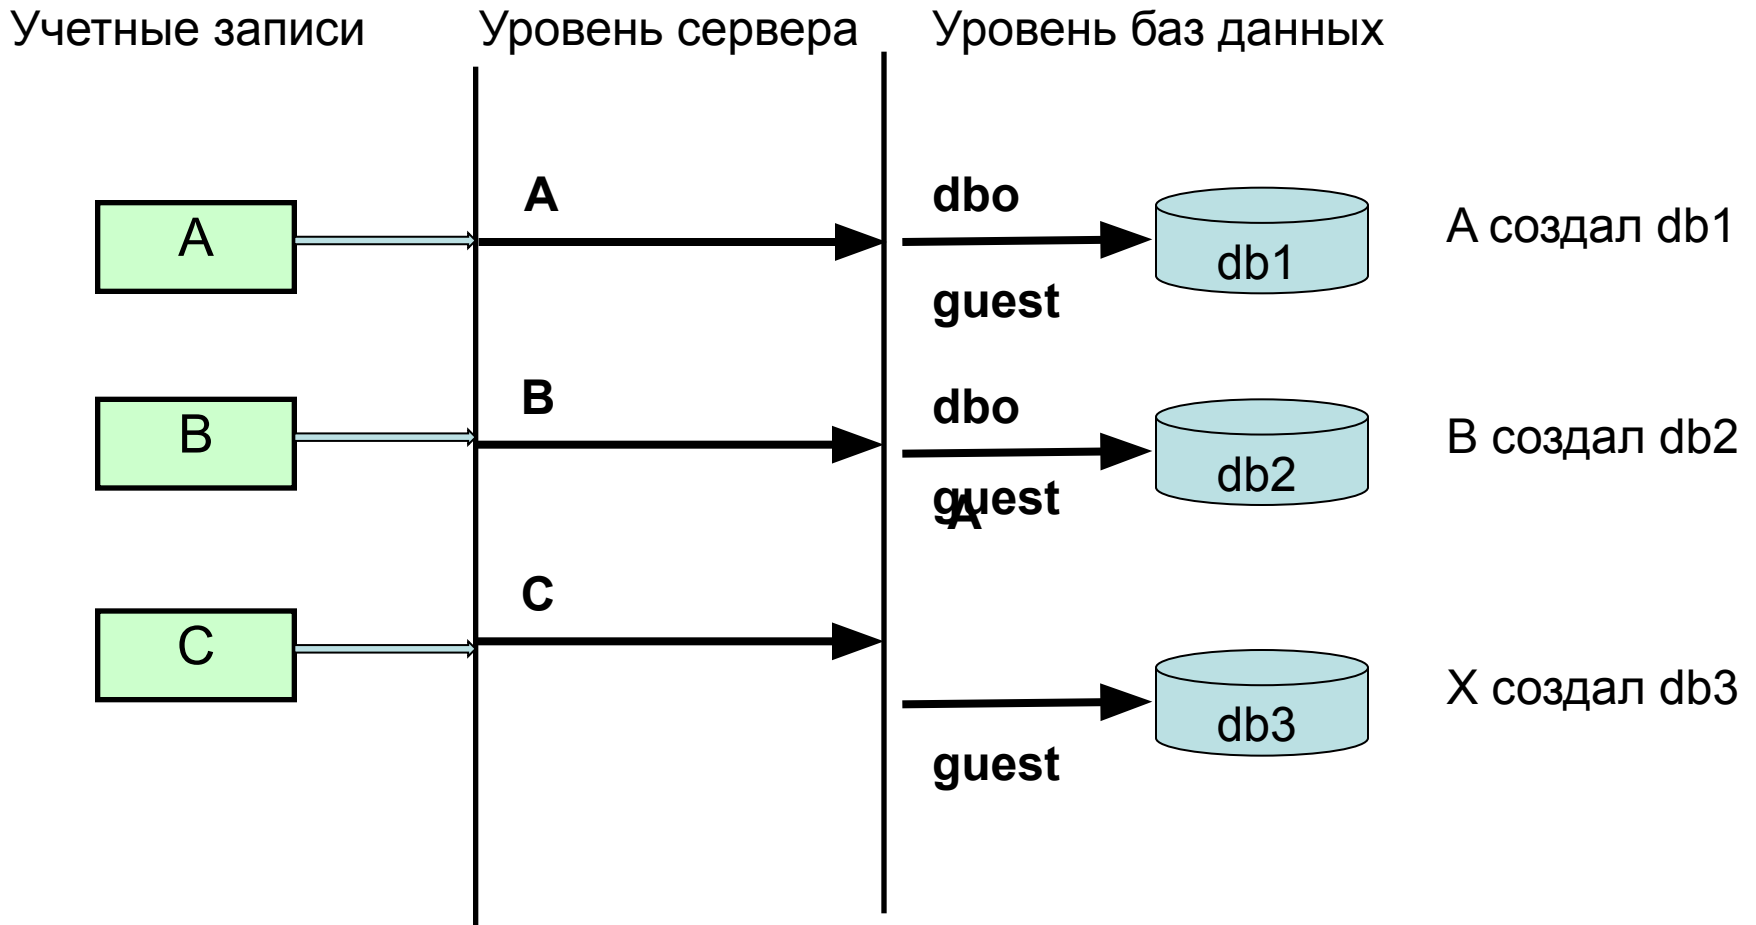 Учетные записи
Уровень сервера
Уровень баз данных
A
A
dbo
db1
guest
A создал db1
B
B
dbo
db2
guest
A
B создал db2
C
C
db3
guest
X создал db3